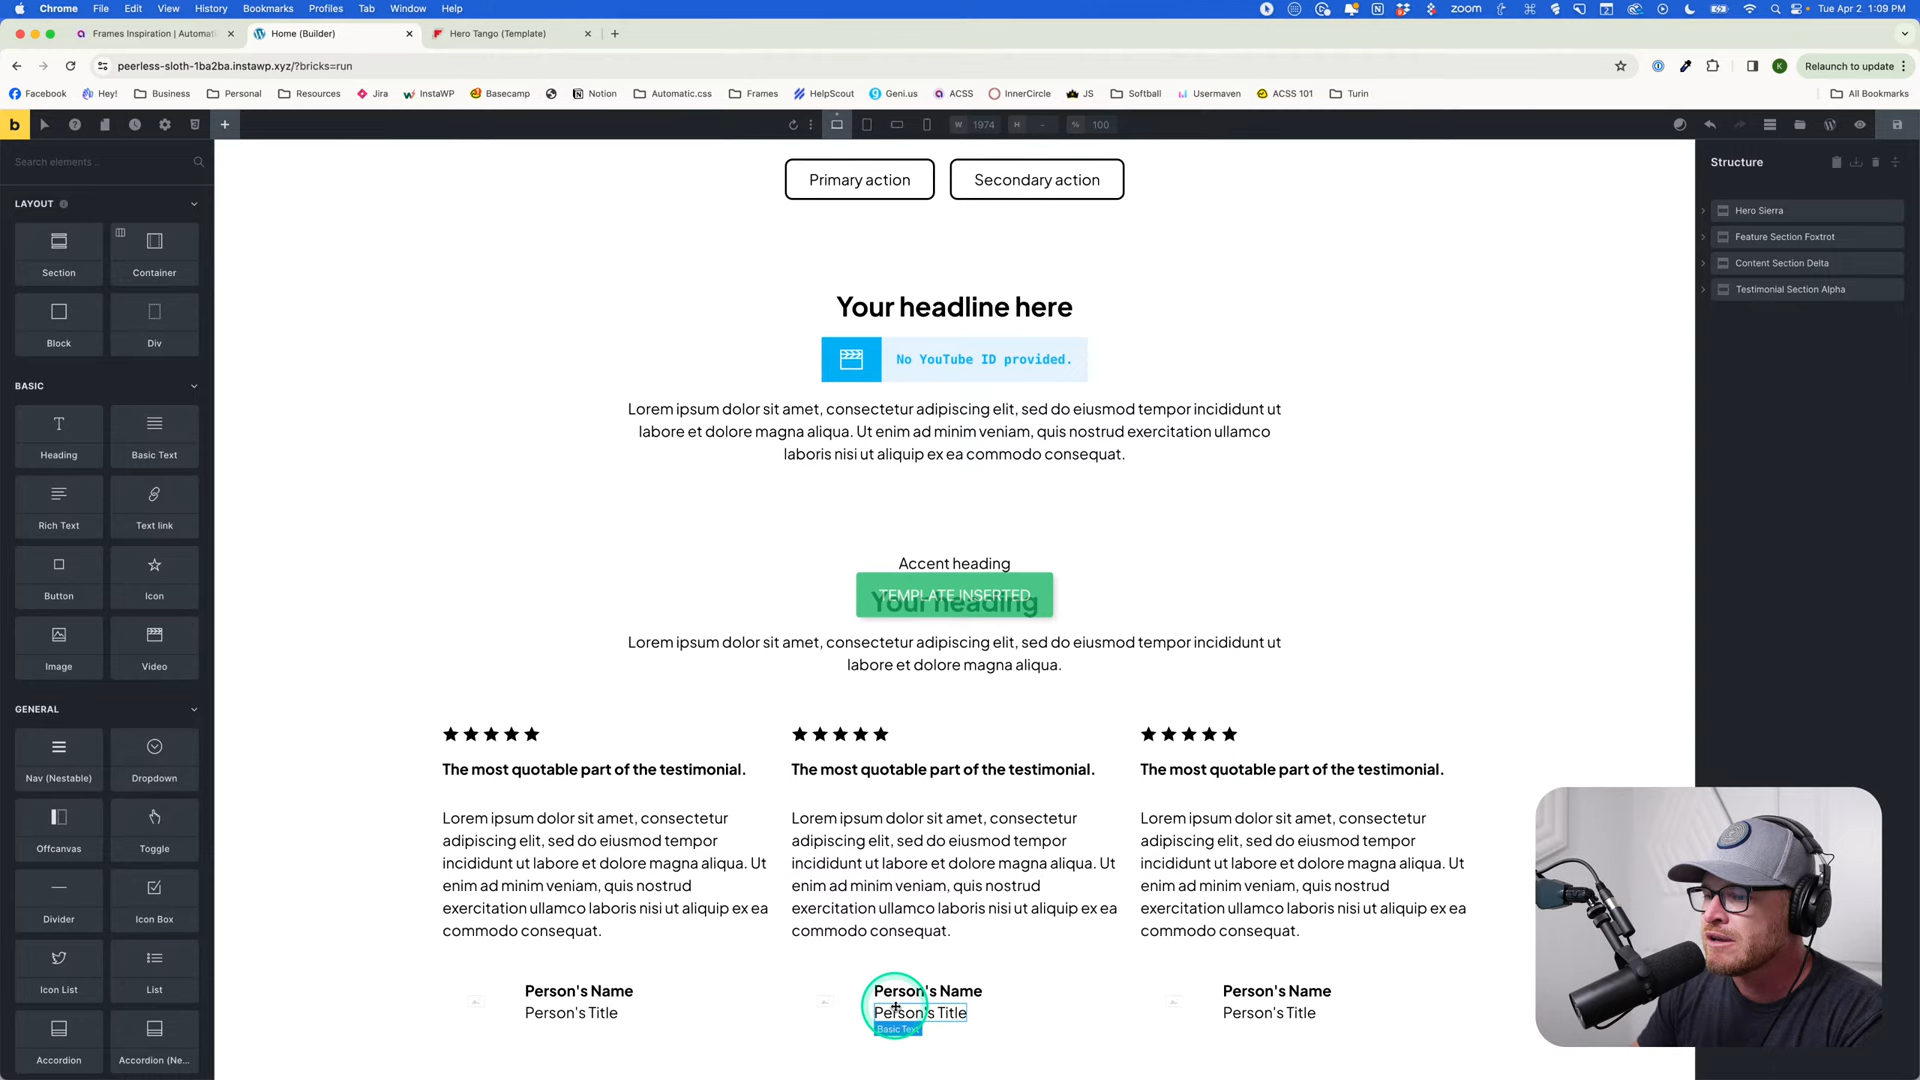 Chrome File Edit View History Bookmarks Profiles Tab Window Help
zoom
Tue Apr 2 1:09 PM
Frames Inspiration | Automat
Home (Builder)
Hero Tango (Template)
peerless-sloth-1ba2ba.instawp.xyz/?bricks=run
K
Relaunch to update
Facebook Hey! Business Personal Resources Jira InstaWP Basecamp Notion Automatic.css Frames HelpScout Geni.us ACSS InnerCircle JS Softball Usermaven ACSS 101 Turin All Bookmarks
b
W 1974 H - % 100
Search elements ..
LAYOUT
Section
Container
Block
Div
BASIC
Heading
Basic Text
Rich Text
Text link
Button
Icon
Image
Video
GENERAL
Nav (Nestable)
Dropdown
Offcanvas
Toggle
Divider
Icon Box
Icon List
List
Accordion
Accordion (Ne...
Primary action
Secondary action
Your headline here
No YouTube ID provided.
Lorem ipsum dolor sit amet, consectetur adipiscing elit, sed do eiusmod tempor incididunt ut
labore et dolore magna aliqua. Ut enim ad minim veniam, quis nostrud exercitation ullamco
laboris nisi ut aliquip ex ea commodo consequat.
Accent heading
TEMPLATE INSERTED
Your heading
Lorem ipsum dolor sit amet, consectetur adipiscing elit, sed do eiusmod tempor incididunt ut
labore et dolore magna aliqua.
The most quotable part of the testimonial.
Lorem ipsum dolor sit amet, consectetur
adipiscing elit, sed do eiusmod tempor
incididunt ut labore et dolore magna aliqua. Ut
enim ad minim veniam, quis nostrud
exercitation ullamco laboris nisi ut aliquip ex ea
commodo consequat.
Person's Name
Person's Title
The most quotable part of the testimonial.
Lorem ipsum dolor sit amet, consectetur
adipiscing elit, sed do eiusmod tempor
incididunt ut labore et dolore magna aliqua. Ut
enim ad minim veniam, quis nostrud
exercitation ullamco laboris nisi ut aliquip ex ea
commodo consequat.
Person's Name
Person's Title
Basic Text
The most quotable part of the testimonial.
Lorem ipsum dolor sit amet, consectetur
adipiscing elit, sed do eiusmod tempor
incididunt ut labore et dolore magna aliqua. Ut
enim ad minim veniam, quis nostrud
exercitation ullamco laboris nisi ut aliquip ex ea
commodo consequat.
Person's Name
Person's Title
Structure
Hero Sierra
Feature Section Foxtrot
Content Section Delta
Testimonial Section Alpha